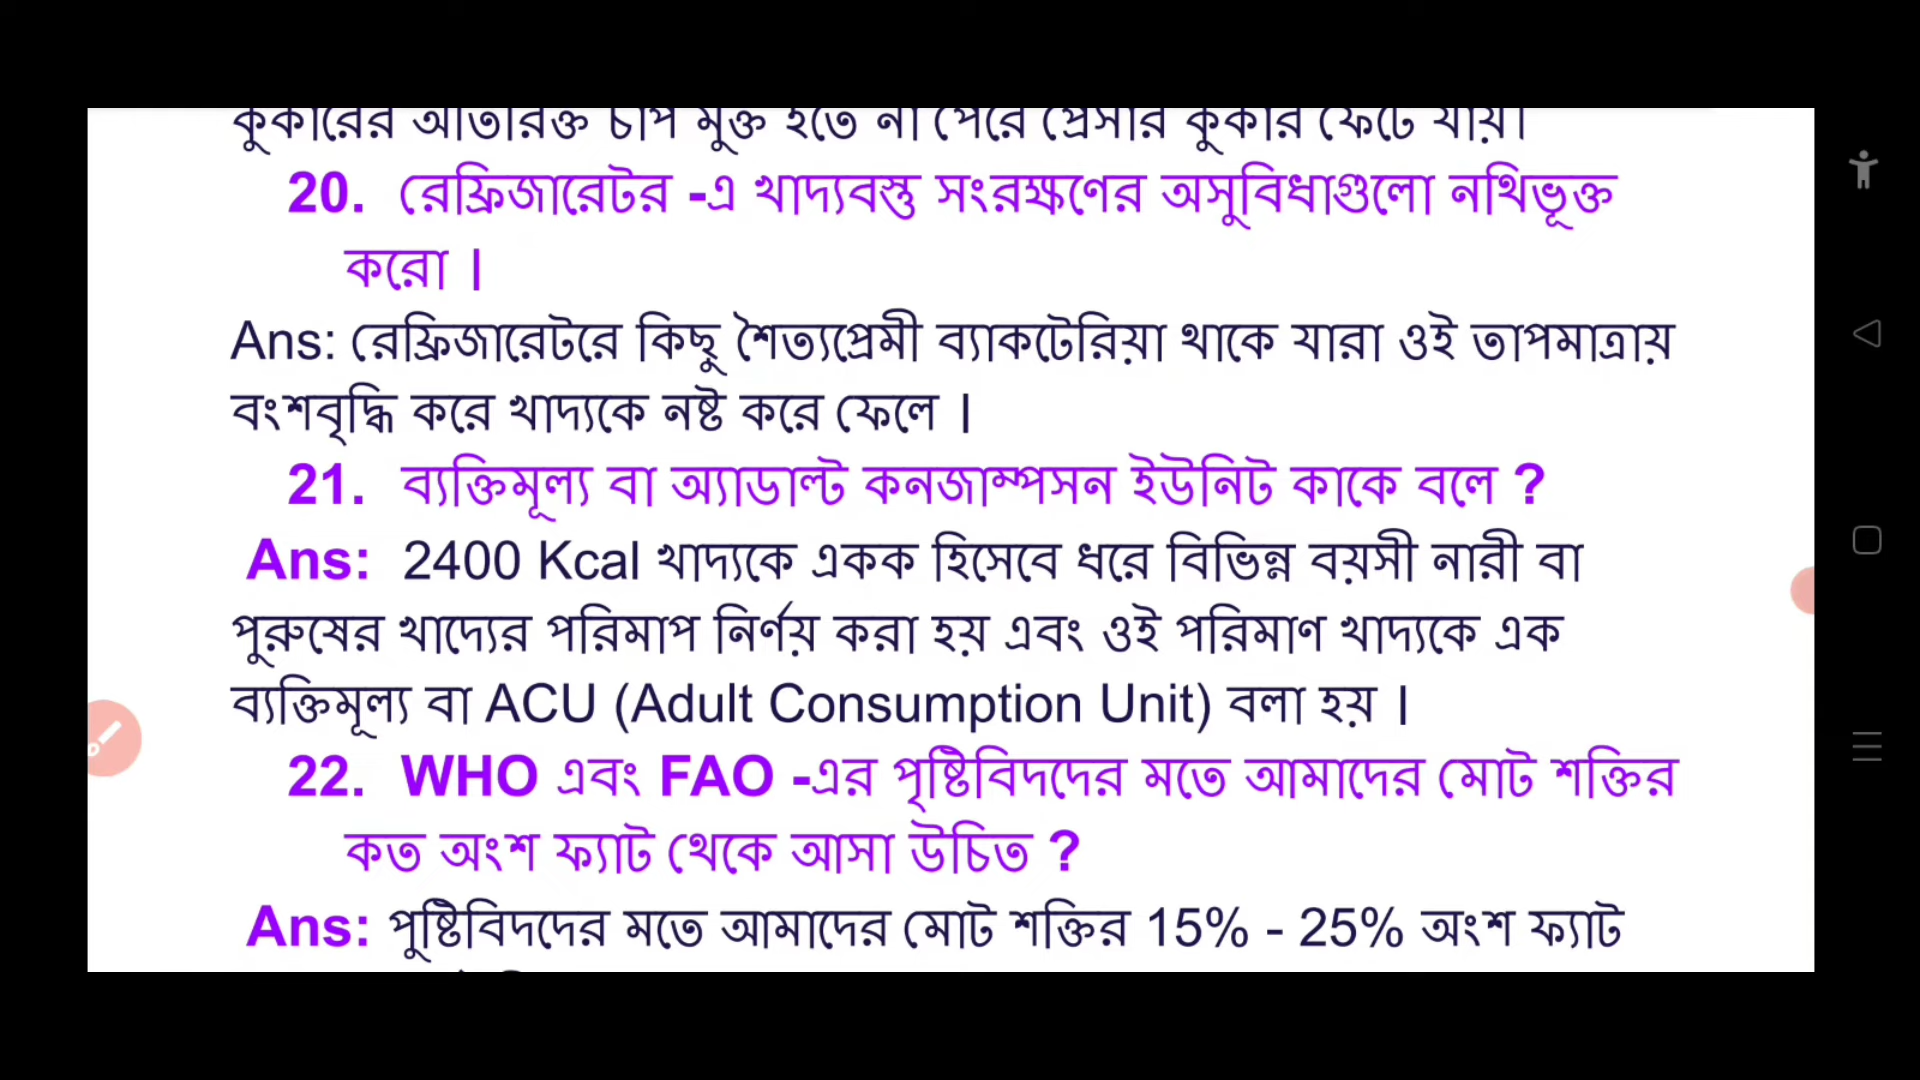 কুকারের অতিরিক্ত চাপ মুক্ত হতে না পেরে প্রেসার কুকার ফেটে যায়।
20. রেফ্রিজারেটর -এ খাদ্যবস্তু সংরক্ষণের অসুবিধাগুলো নথিভূক্ত
করো ।
Ans: রেফ্রিজারেটরে কিছু শৈত্যপ্রেমী ব্যাকটেরিয়া থাকে যারা ওই তাপমাত্রায়
বংশবৃদ্ধি করে খাদ্যকে নষ্ট করে ফেলে ।
21. ব্যক্তিমূল্য বা অ্যাডাল্ট কনজাম্পসন ইউনিট কাকে বলে ?
Ans: 2400 Kcal খাদ্যকে একক হিসেবে ধরে বিভিন্ন বয়সী নারী বা
পুরুষের খাদ্যের পরিমাপ নির্ণয় করা হয় এবং ওই পরিমাণ খাদ্যকে এক
ব্যক্তিমূল্য বা ACU (Adult Consumption Unit) বলা হয় ।
22. WHO এবং FAO -এর পৃষ্টিবিদদের মতে আমাদের মোট শক্তির
কত অংশ ফ্যাট থেকে আসা উচিত ?
Ans: পুষ্টিবিদদের মতে আমাদের মোট শক্তির 15% - 25% অংশ ফ্যাট